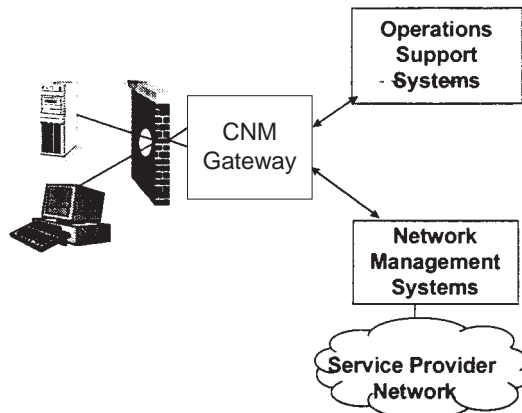 Operations
Support
Systems
CNM
Gateway
Network
Management
Systems
Service Provider
Network